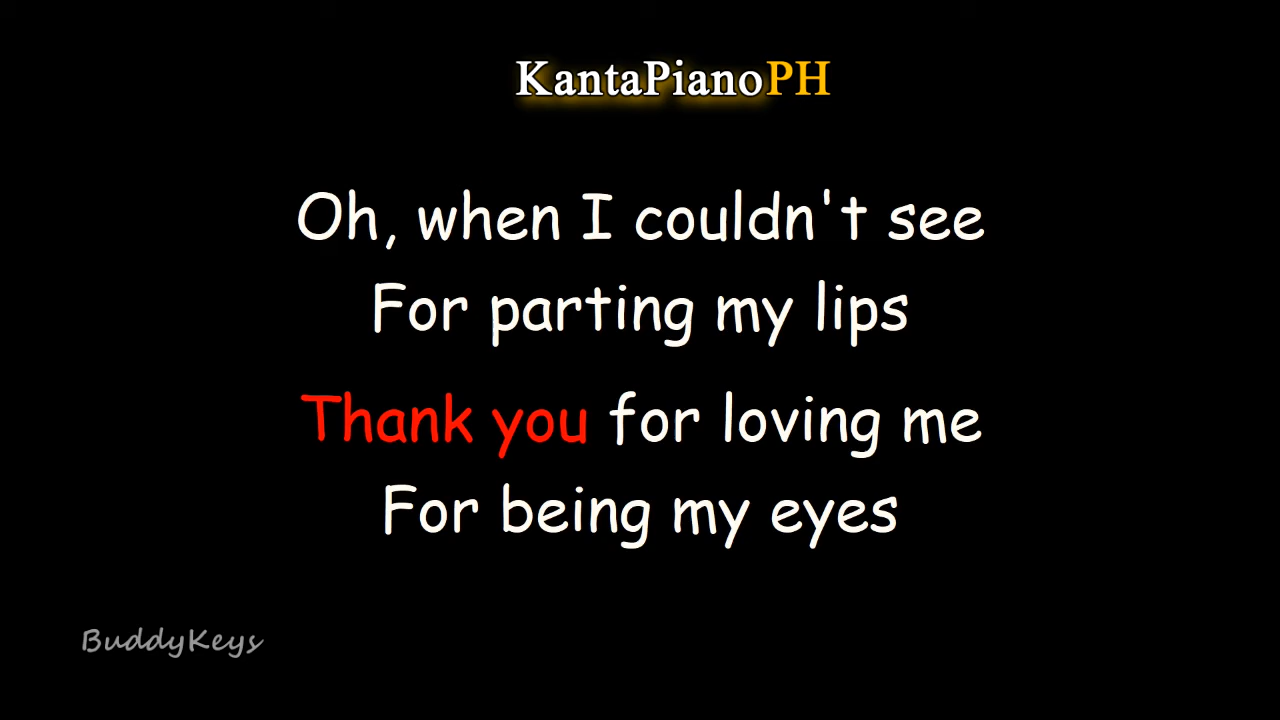 KantaPianoPH
Oh, when I couldn't see
For parting my lips
Thank you for loving me
For being my eyes
BuddyKeys